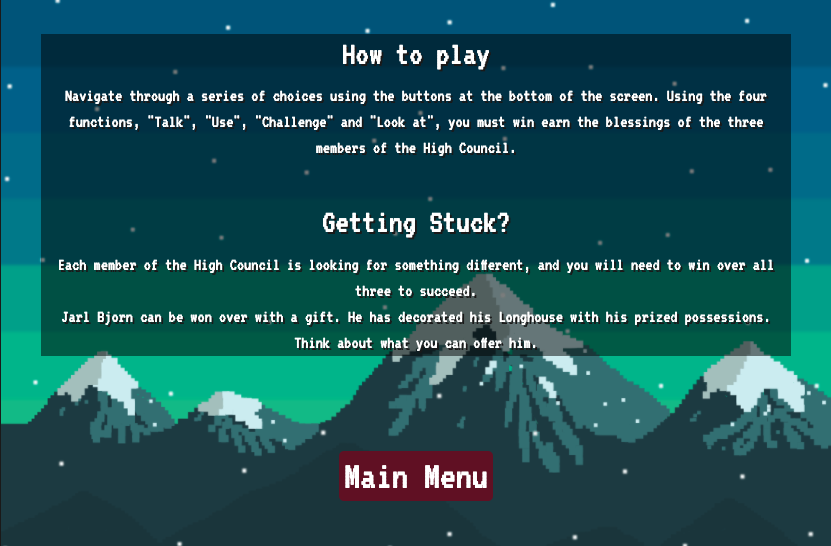 How to play
Navigate through a series of choices using the buttons at the bottom of the screen. Using the four
functions, "Talk", "Use", "Challenge" and "Look at", you must win earn the blessings of the three
members of the High Council.
Getting Stuck?
Each member of the High Council is looking for something different, and you will need to win over all
three to succeed.
Jarl Bjorn can be won over with a gift. He has decorated his Longhouse with his prized possessions.
Think about what you can offer him.
Main Menu